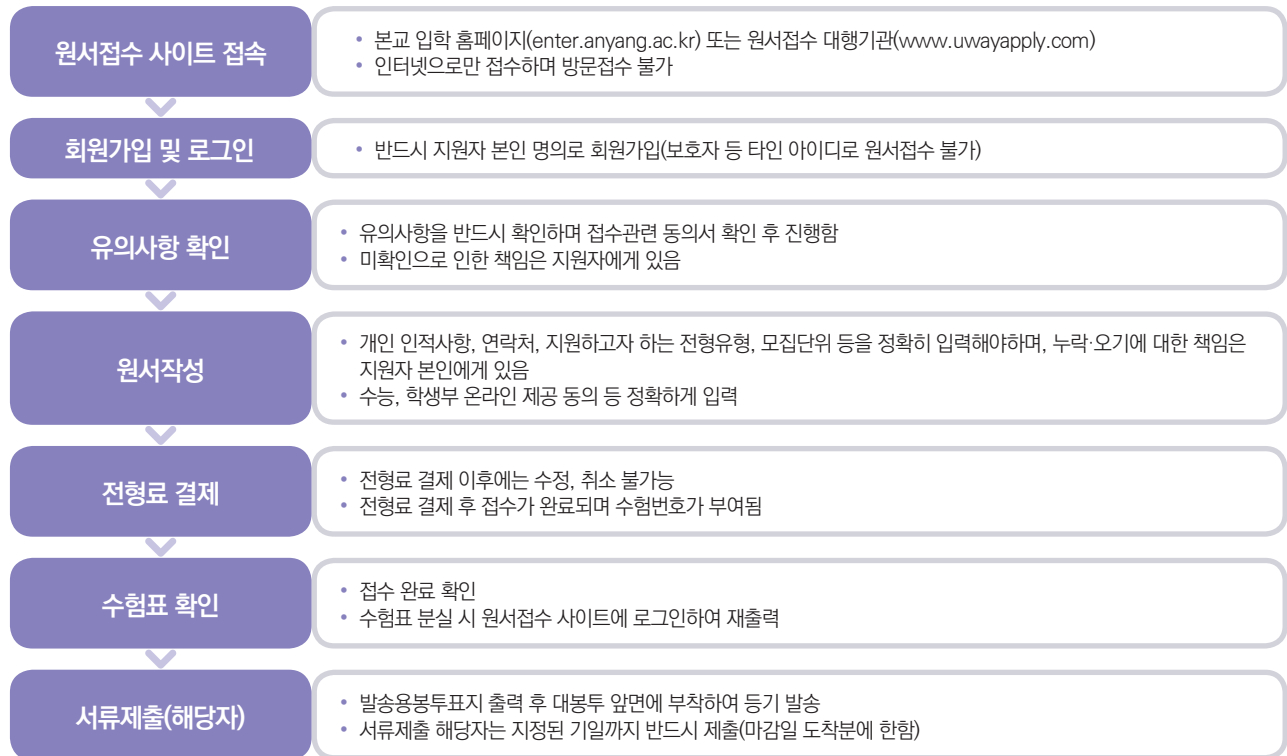 원서접수 사이트 접속
• 본교 입학 홈페이지(enter.anyang.ac.kr) 또는 원서접수 대행기관(www.uwayapply.com)
• 인터넷으로만 접수하며 방문접수 불가
회원가입 및 로그인
• 반드시 지원자 본인 명의로 회원가입(보호자 등 타인 아이디로 원서접수 불가)
유의사항 확인
• 유의사항을 반드시 확인하며 접수관련 동의서 확인 후 진행함
• 미확인으로 인한 책임은 지원자에게 있음
원서작성
• 개인 인적사항, 연락처, 지원하고자 하는 전형유형, 모집단위 등을 정확히 입력해야하며, 누락·오기에 대한 책임은
지원자 본인에게 있음
• 수능, 학생부 온라인 제공 동의 등 정확하게 입력
전형료 결제
• 전형료 결제 이후에는 수정, 취소 불가능
• 전형료 결제 후 접수가 완료되며 수험번호가 부여됨
수험표 확인
• 접수 완료 확인
• 수험표 분실 시 원서접수 사이트에 로그인하여 재출력
서류제출(해당자)
• 발송용봉투표지 출력 후 대봉투 앞면에 부착하여 등기 발송
• 서류제출 해당자는 지정된 기일까지 반드시 제출(마감일 도착분에 한함)